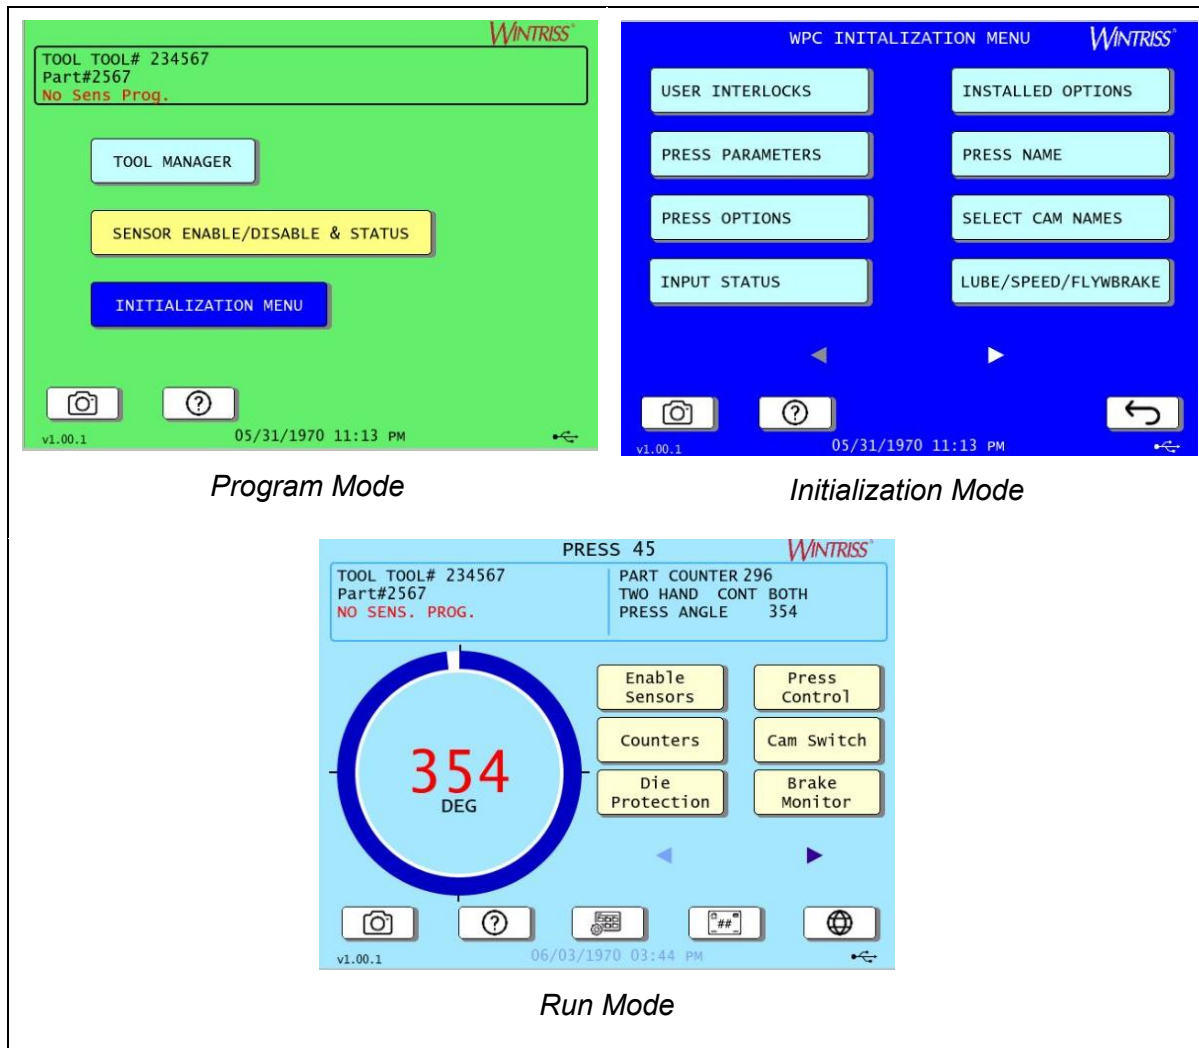 WINTRISS®
TOOL TOOL# 234567
Part#2567
No Sens Prog.
TOOL MANAGER
SENSOR ENABLE/DISABLE & STATUS
INITIALIZATION MENU
v1.00.1
05/31/1970 11:13 PM
Program Mode
WPC INITALIZATION MENU
WINTRISS®
USER INTERLOCKS
INSTALLED OPTIONS
PRESS PARAMETERS
PRESS NAME
PRESS OPTIONS
SELECT CAM NAMES
INPUT STATUS
LUBE/SPEED/FLYWBRAKE
v1.00.1
05/31/1970 11:13 PM
Initialization Mode
PRESS 45
WINTRISS®
TOOL TOOL# 234567
Part#2567
NO SENS. PROG.
PART COUNTER 296
TWO HAND CONT BOTH
PRESS ANGLE 354
354
DEG
Enable
Sensors
Press
Control
Counters
Cam Switch
Die
Protection
Brake
Monitor
##
v1.00.1
06/03/1970 03:44 PM
Run Mode